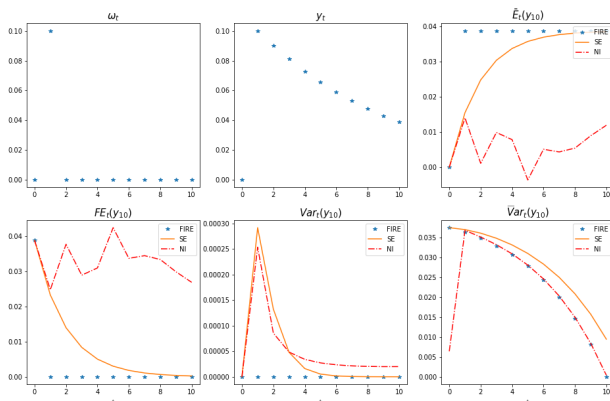 ω_t
0.10
0.08
0.06
0.04
0.02
0.00
0 2 4 6 8 10
y_t
0.10
0.08
0.06
0.04
0.02
0.00
0 2 4 6 8 10
Ē_t(y_10)
0.04
0.03
0.02
0.01
0.00
FIRE
SE
NI
0 2 4 6 8 10
FE_t(y_10)
0.04
0.03
0.02
0.01
0.00
FIRE
SE
NI
0 2 4 6 8 10
Var_t(y_10)
0.00030
0.00025
0.00020
0.00015
0.00010
0.00005
0.00000
FIRE
SE
NI
0 2 4 6 8 10
V̄ar_t(y_10)
0.035
0.030
0.025
0.020
0.015
0.010
0.005
0.000
FIRE
SE
NI
0 2 4 6 8 10